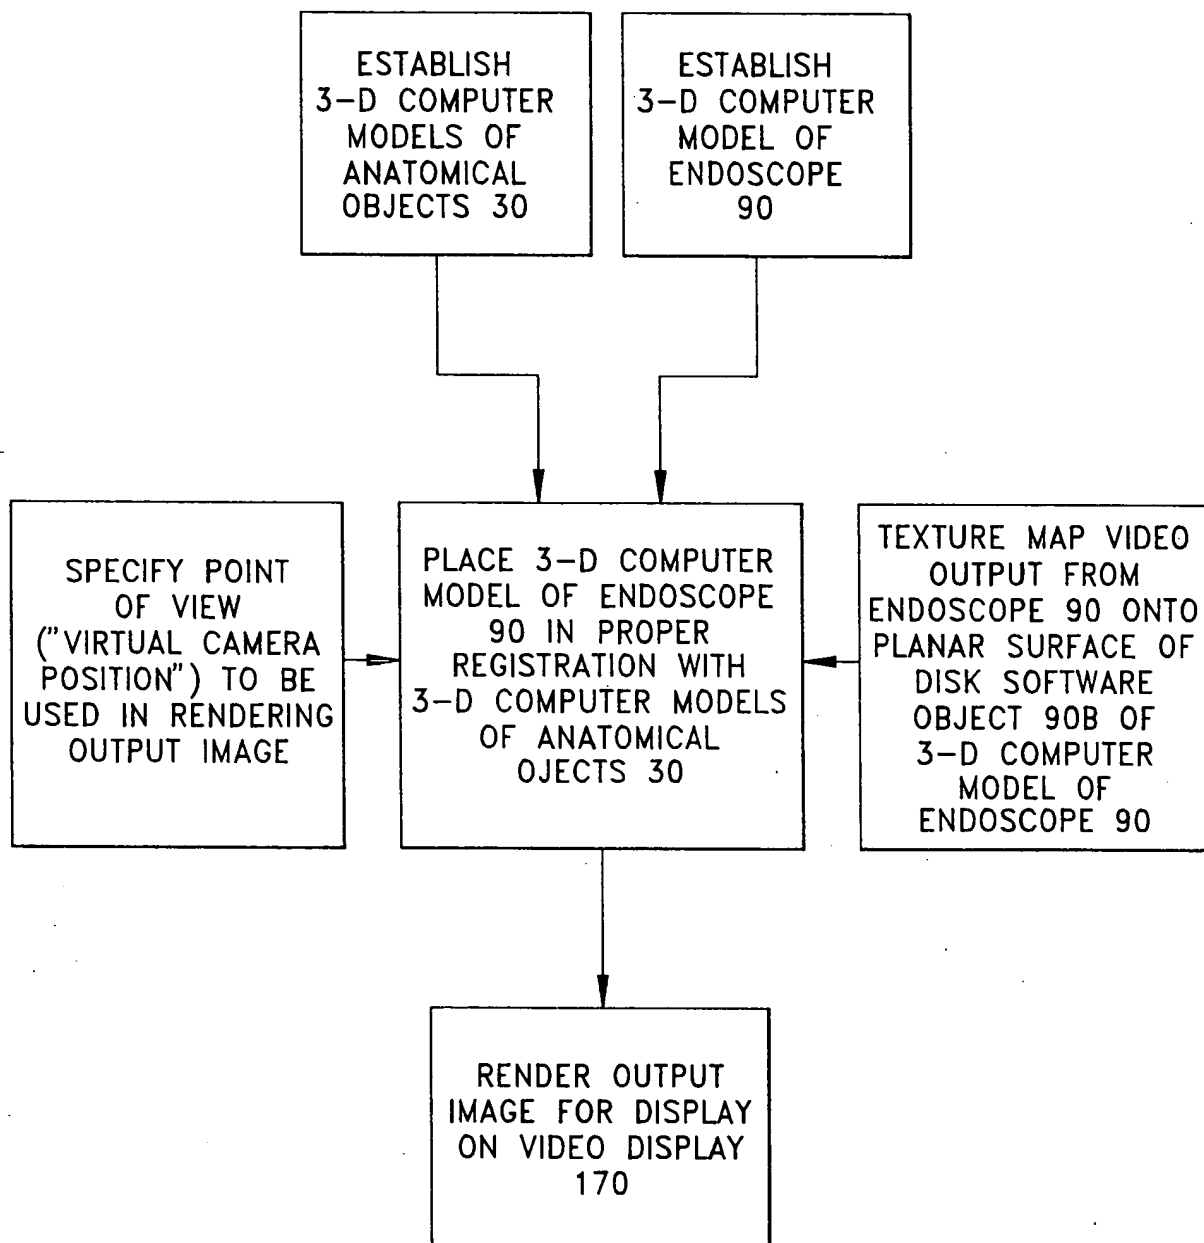 ESTABLISH
3-D COMPUTER
MODELS OF
ANATOMICAL
OBJECTS 30
ESTABLISH
3-D COMPUTER
MODEL OF
ENDOSCOPE
90
SPECIFY POINT
OF VIEW
("VIRTUAL CAMERA
POSITION") TO BE
USED IN RENDERING
OUTPUT IMAGE
PLACE 3-D COMPUTER
MODEL OF ENDOSCOPE
90 IN PROPER
REGISTRATION WITH
3-D COMPUTER MODELS
OF ANATOMICAL
OJECTS 30
TEXTURE MAP VIDEO
OUTPUT FROM
ENDOSCOPE 90 ONTO
PLANAR SURFACE OF
DISK SOFTWARE
OBJECT 90B OF
3-D COMPUTER
MODEL OF
ENDOSCOPE 90
RENDER OUTPUT
IMAGE FOR DISPLAY
ON VIDEO DISPLAY
170